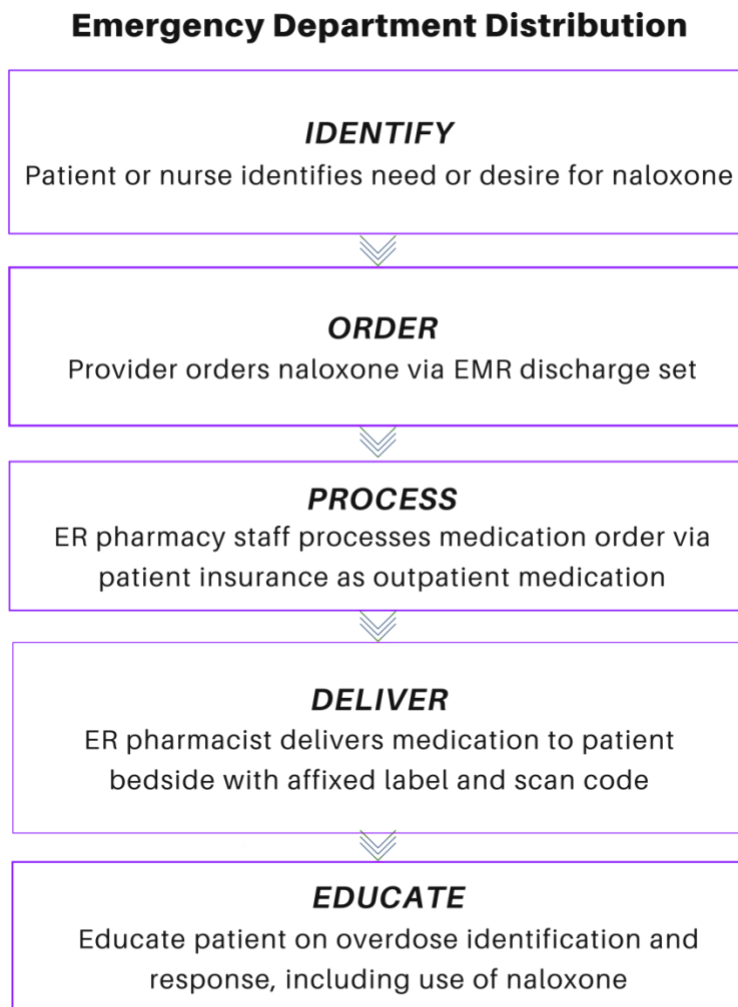 Emergency Department Distribution
IDENTIFY
Patient or nurse identifies need or desire for naloxone
ORDER
Provider orders naloxone via EMR discharge set
PROCESS
ER pharmacy staff processes medication order via
patient insurance as outpatient medication
DELIVER
ER pharmacist delivers medication to patient
bedside with affixed label and scan code
EDUCATE
Educate patient on overdose identification and
response, including use of naloxone